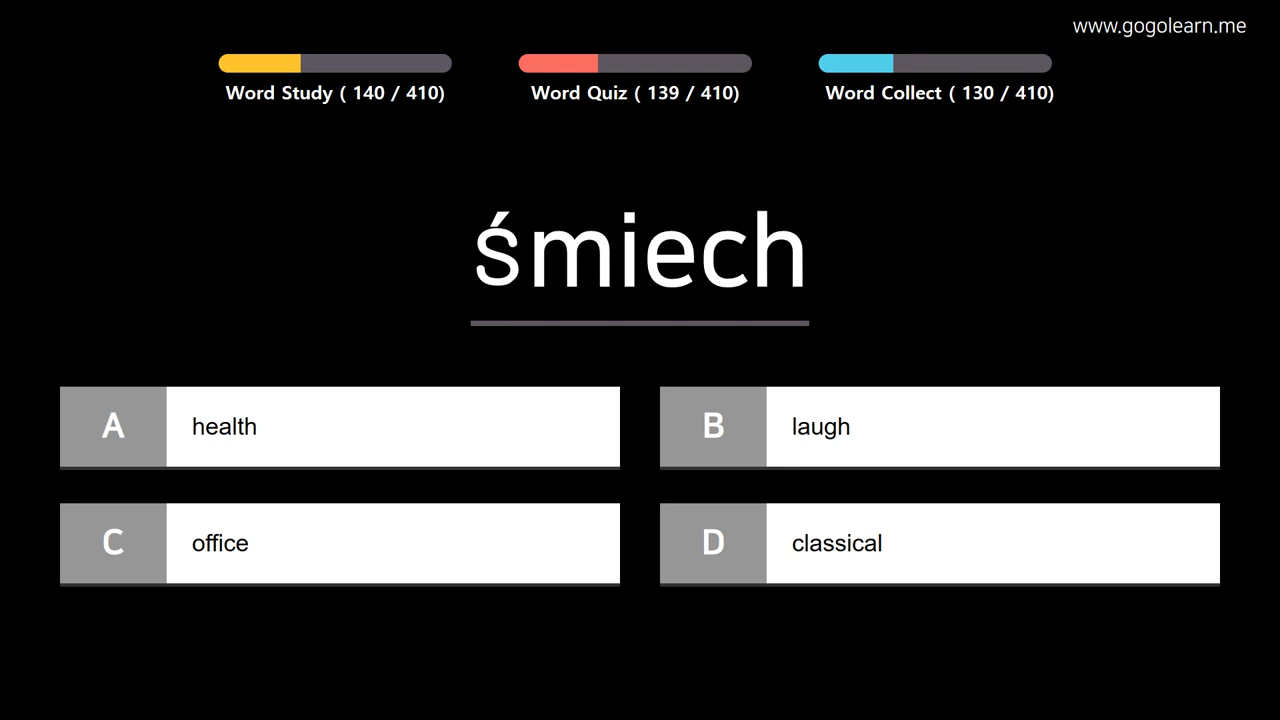 www.gogolearn.me
Word Study ( 140 / 410)
Word Quiz ( 139 / 410)
Word Collect ( 130 / 410)
śmiech
A health
B laugh
C office
D classical